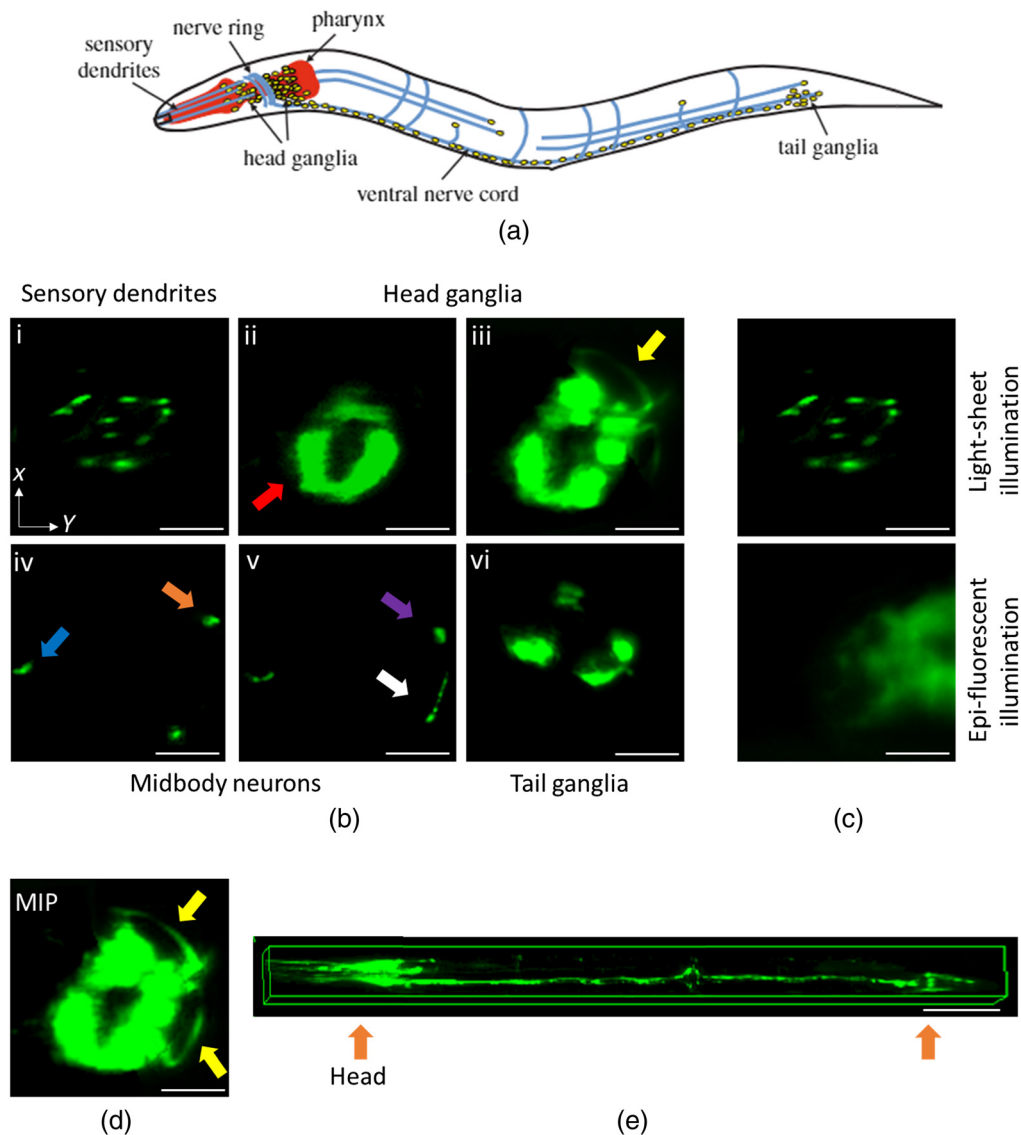 nerve ring
pharynx
sensory
dendrites
head ganglia
ventral nerve cord
tail ganglia
(a)
Sensory dendrites
Head ganglia
i
ii
iii
x
Y
Light-sheet
illumination
iv
v
vi
Epi-fluorescent
illumination
Midbody neurons
Tail ganglia
(b)
(c)
MIP
Head
(d)
(e)